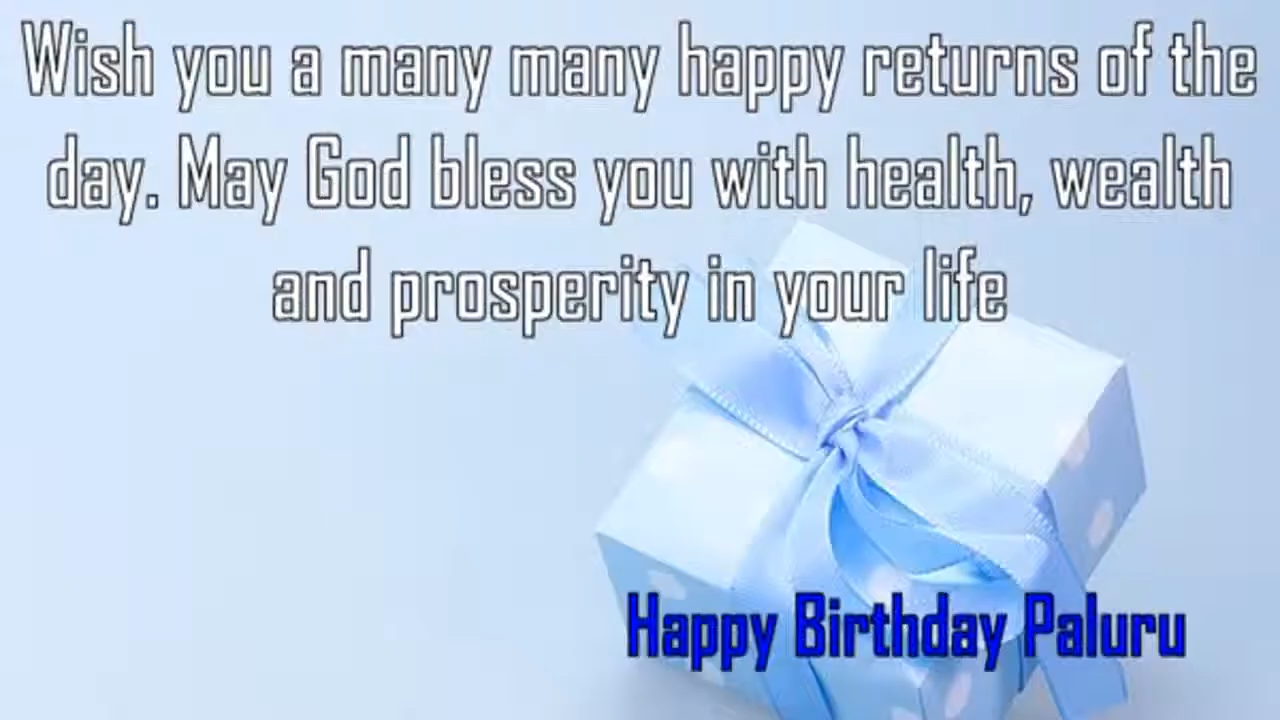 Wish you a many many happy returns of the
day. May God bless you with health, wealth
and prosperity in your life
Happy Birthday Paluru